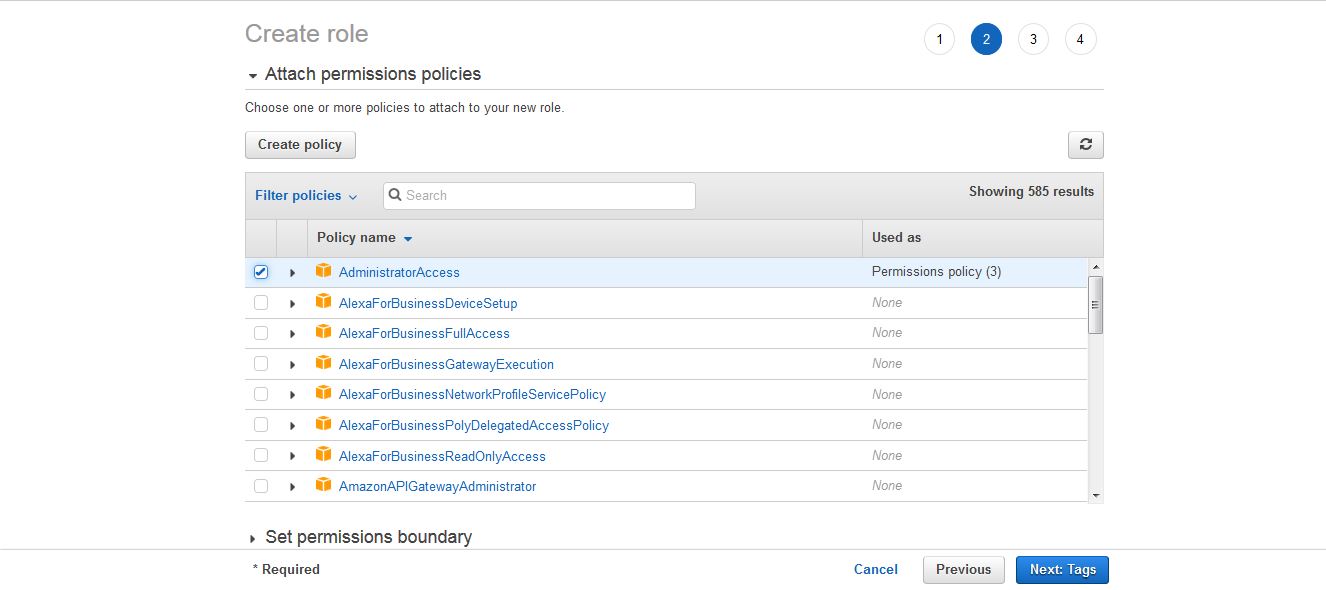 Create role
1 2 3 4
Attach permissions policies
Choose one or more policies to attach to your new role.
Create policy
Filter policies Search Showing 585 results
Policy name Used as
AdministratorAccess Permissions policy (3)
AlexaForBusinessDeviceSetup None
AlexaForBusinessFullAccess None
AlexaForBusinessGatewayExecution None
AlexaForBusinessNetworkProfileServicePolicy None
AlexaForBusinessPolyDelegatedAccessPolicy None
AlexaForBusinessReadOnlyAccess None
AmazonAPIGatewayAdministrator None
Set permissions boundary
* Required Cancel Previous Next: Tags